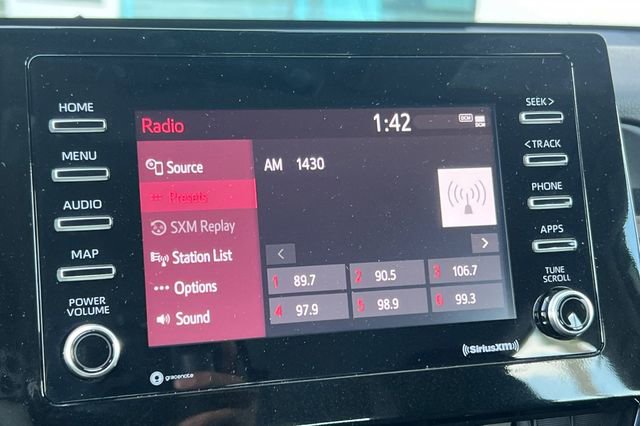 HOME
MENU
AUDIO
MAP
POWER
VOLUME
Radio
1:42
DCM
DCM
Source
Presets
SXM Replay
Station List
Options
Sound
AM 1430
<
>
1 89.7
2 90.5
3 106.7
4 97.9
5 98.9
6 99.3
SEEK >
< TRACK
PHONE
APPS
TUNE
SCROLL
gracenote
((SiriusXM))